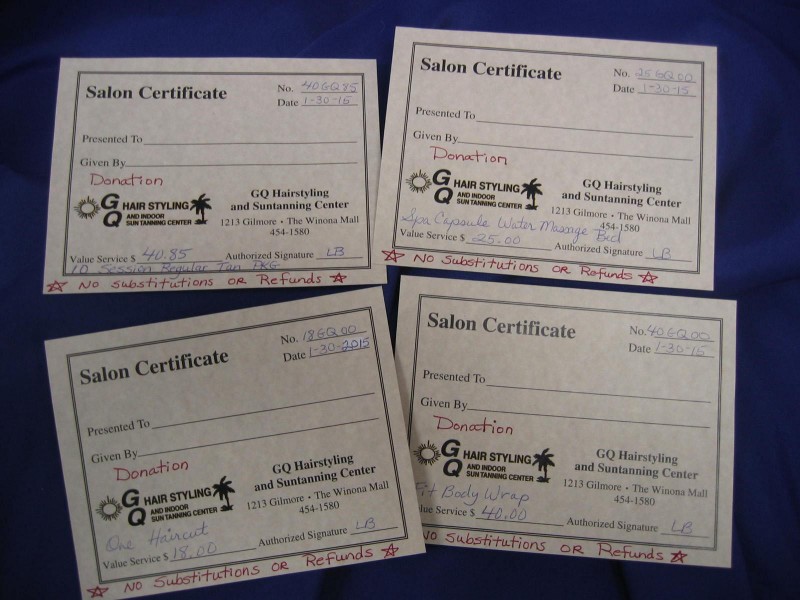 Salon Certificate
No. 40GQ85
Date 1-30-15
Presented To
Given By
Donation
GQ HAIR STYLING
AND INDOOR
SUN TANNING CENTER
GQ Hairstyling
and Suntanning Center
1213 Gilmore • The Winona Mall
454-1580
Value Service $ 40.85
Authorized Signature LB
10 Session Regular Tan PKG
☆ No Substitutions OR Refunds ☆
Salon Certificate
No. 25GQ00
Date 1-30-15
Presented To
Given By
Donation
GQ HAIR STYLING
AND INDOOR
SUN TANNING CENTER
GQ Hairstyling
and Suntanning Center
1213 Gilmore • The Winona Mall
454-1580
Spa Capsule Water Massage Bed
Value Service $ 25.00
Authorized Signature LB
☆ No Substitutions OR Refunds ☆
Salon Certificate
No. 18GQ00
Date 1-30-2015
Presented To
Given By
Donation
GQ HAIR STYLING
AND INDOOR
SUN TANNING CENTER
GQ Hairstyling
and Suntanning Center
1213 Gilmore • The Winona Mall
454-1580
One Haircut
Value Service $ 18.00
Authorized Signature LB
☆ No Substitutions OR Refunds ☆
Salon Certificate
No. 40GQ00
Date 1-30-15
Presented To
Given By
Donation
GQ HAIR STYLING
AND INDOOR
SUN TANNING CENTER
GQ Hairstyling
and Suntanning Center
1213 Gilmore • The Winona Mall
454-1580
Fit Body Wrap
Value Service $ 40.00
Authorized Signature LB
No Substitutions OR Refunds ☆